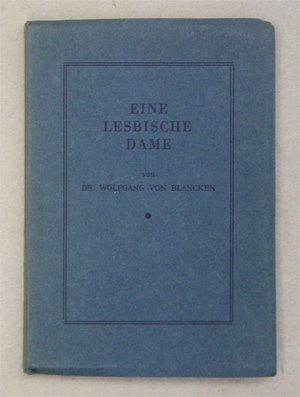 EINE
LESBISCHE
DAME
VON
DR. WOLFGANG VON BLANCKEN